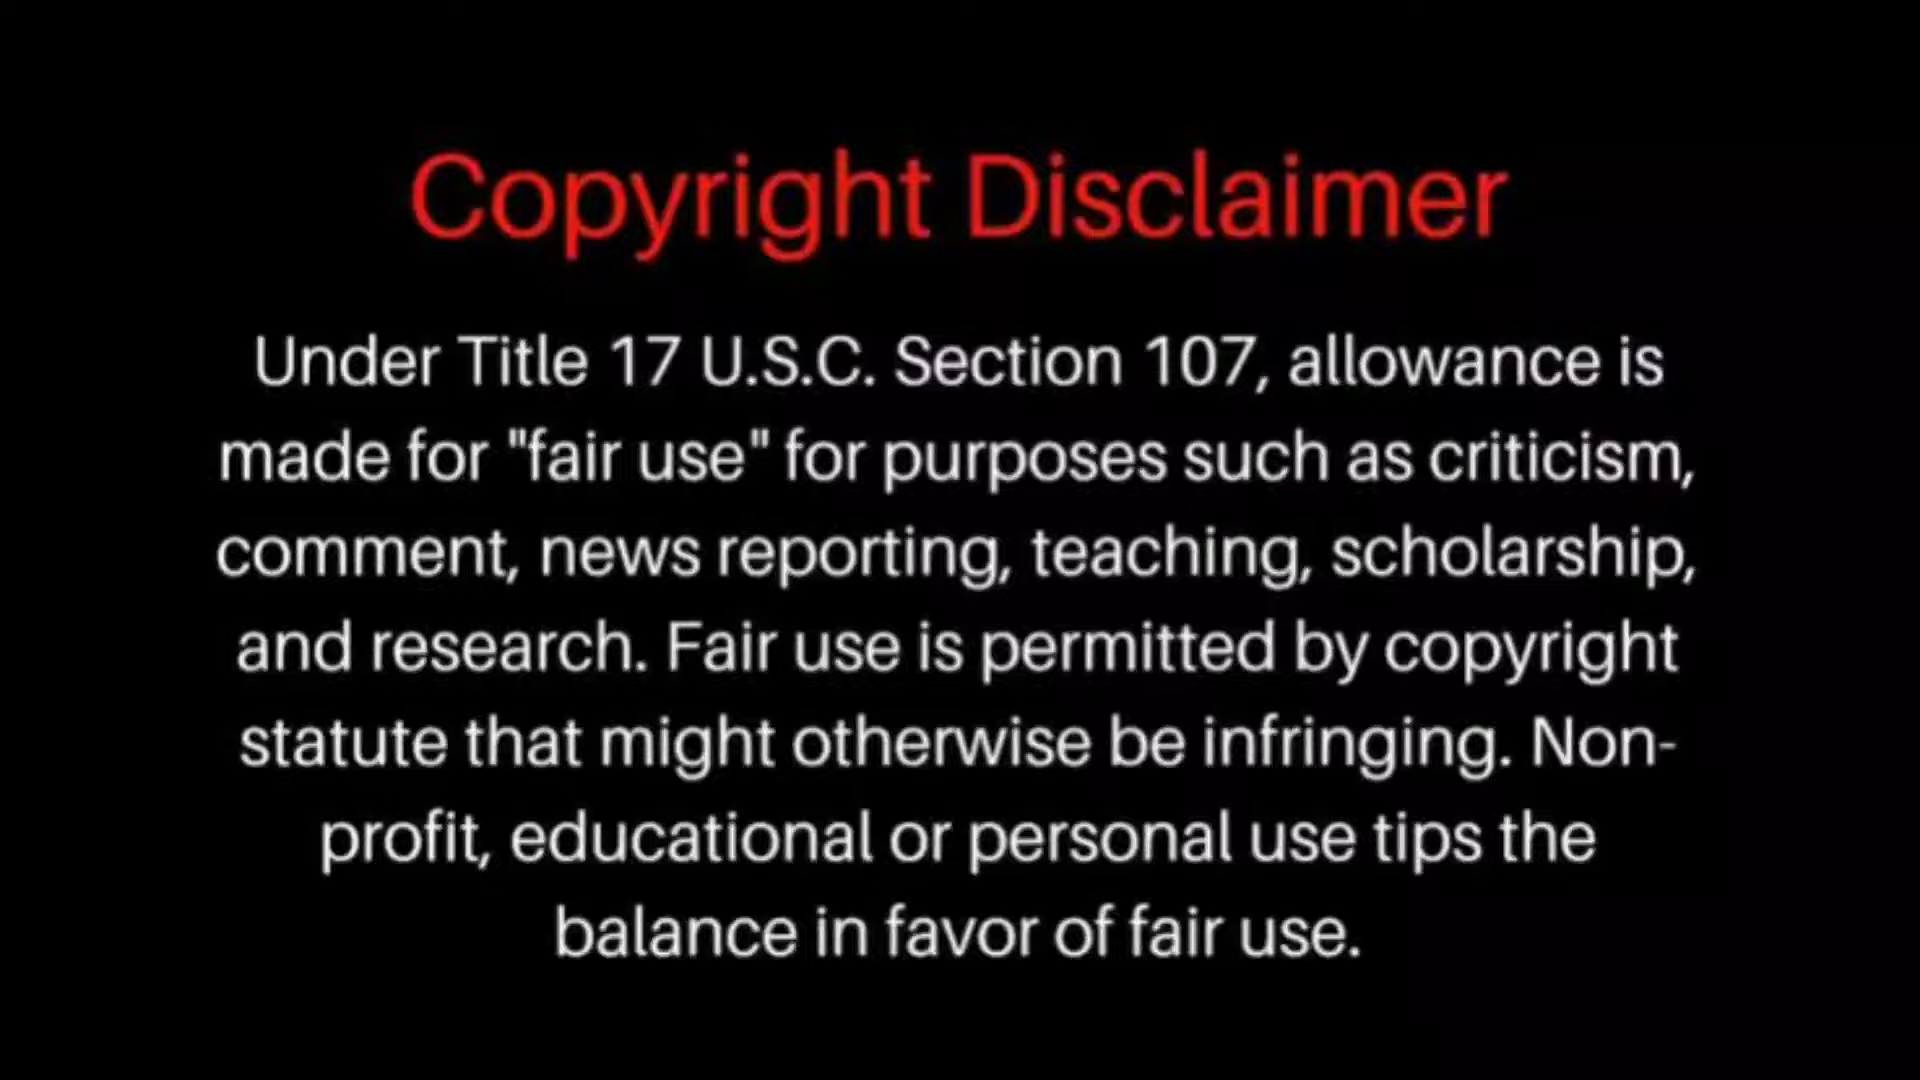 Copyright Disclaimer
Under Title 17 U.S.C. Section 107, allowance is
made for "fair use" for purposes such as criticism,
comment, news reporting, teaching, scholarship,
and research. Fair use is permitted by copyright
statute that might otherwise be infringing. Non-
profit, educational or personal use tips the
balance in favor of fair use.